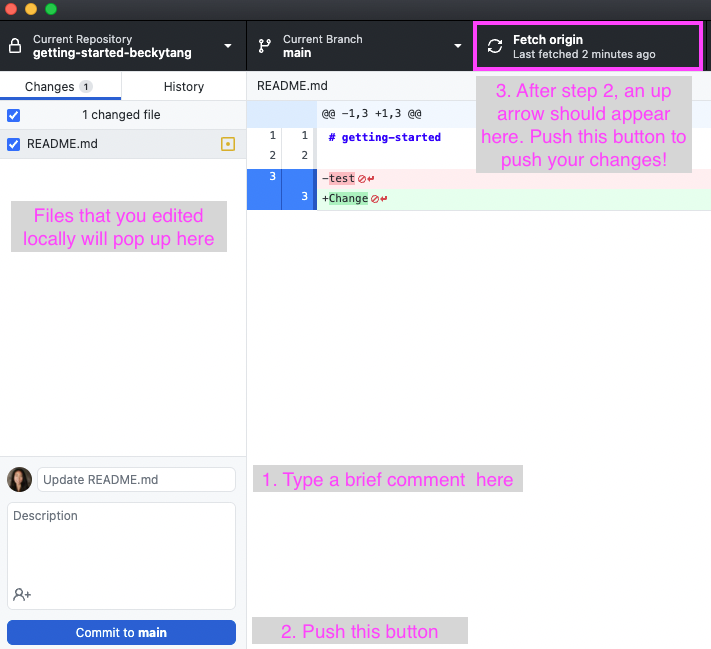 Current Repository
getting-started-beckytang
Current Branch
main
Fetch origin
Last fetched 2 minutes ago
Changes 1
History
README.md
1 changed file
README.md
@@ -1,3 +1,3 @@
1 1 # getting-started
2 2
3 -test
3 +Change
3. After step 2, an up
arrow should appear
here. Push this button to
push your changes!
Files that you edited
locally will pop up here
Update README.md
1. Type a brief comment here
Description
Commit to main
2. Push this button